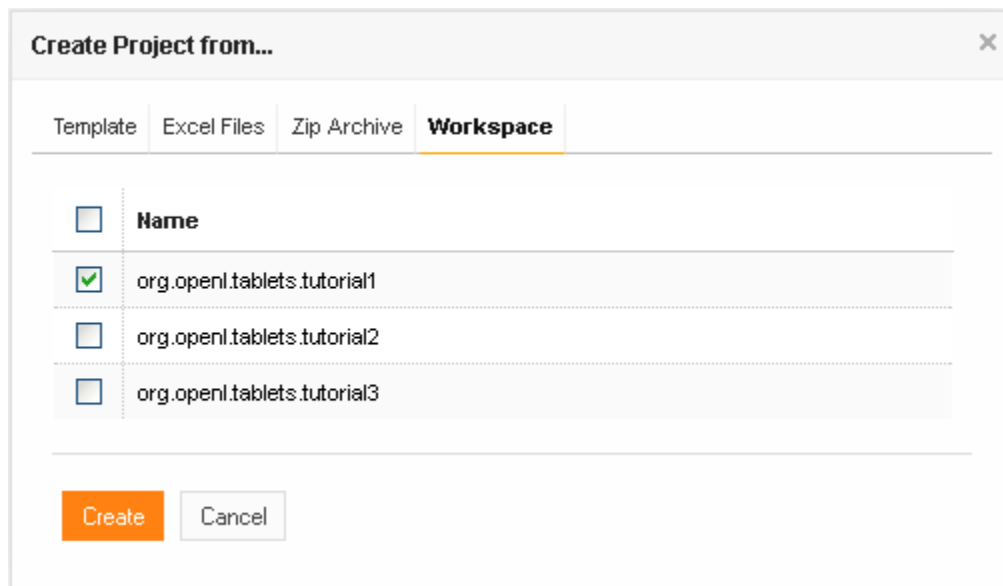 Create Project from...
Template Excel Files Zip Archive Workspace
Name
org.openl.tablets.tutorial1
org.openl.tablets.tutorial2
org.openl.tablets.tutorial3
Create Cancel